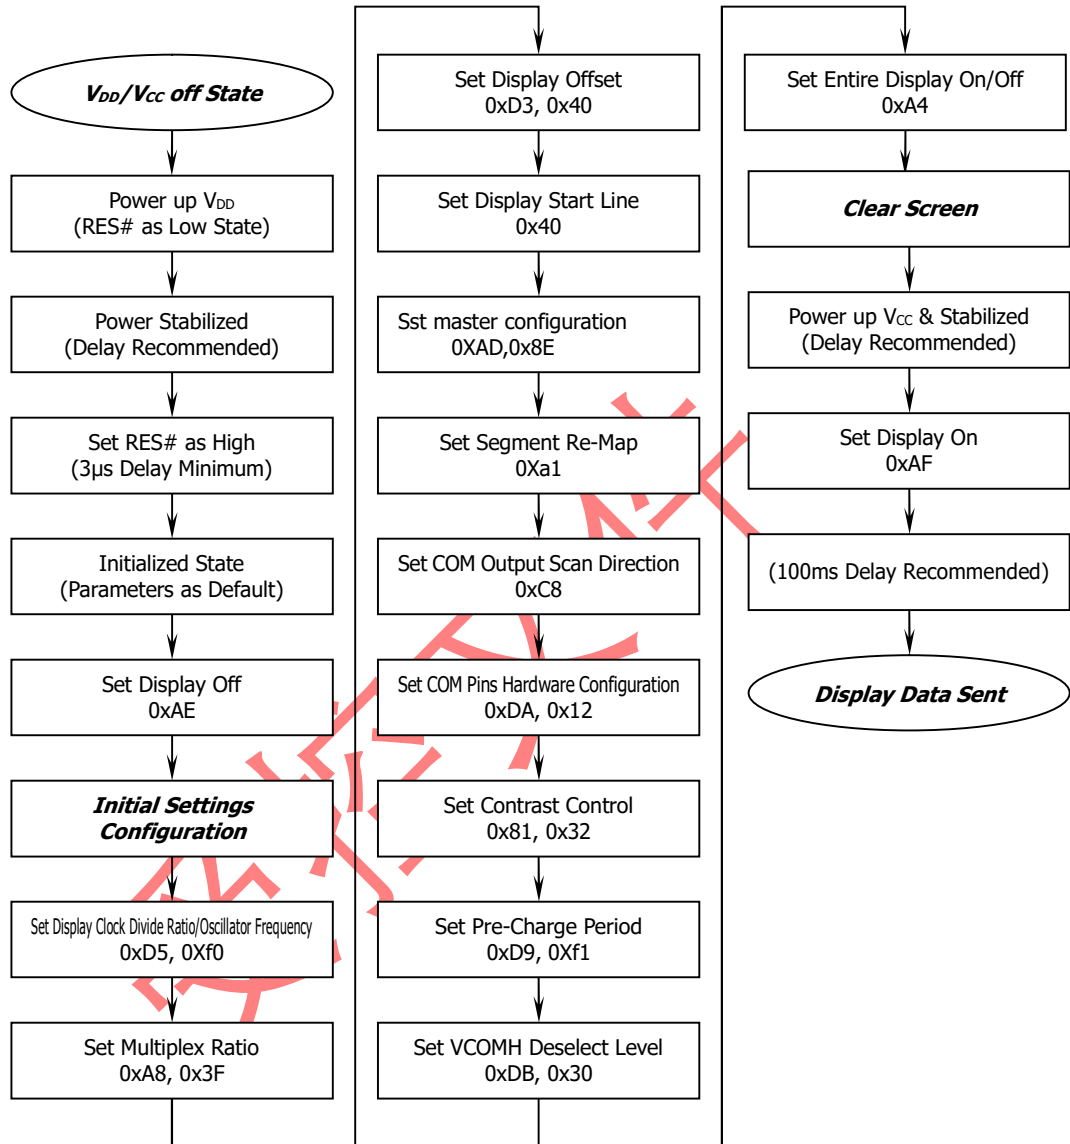 VDD/VCC off State
Power up VDD
(RES# as Low State)
Power Stabilized
(Delay Recommended)
Set RES# as High
(3µs Delay Minimum)
Initialized State
(Parameters as Default)
Set Display Off
0xAE
Initial Settings
Configuration
Set Display Clock Divide Ratio/Oscillator Frequency
0xD5, 0Xf0
Set Multiplex Ratio
0xA8, 0x3F
Set Display Offset
0xD3, 0x40
Set Display Start Line
0x40
Sst master configuration
0XAD,0x8E
Set Segment Re-Map
0Xa1
Set COM Output Scan Direction
0xC8
Set COM Pins Hardware Configuration
0xDA, 0x12
Set Contrast Control
0x81, 0x32
Set Pre-Charge Period
0xD9, 0Xf1
Set VCOMH Deselect Level
0xDB, 0x30
Set Entire Display On/Off
0xA4
Clear Screen
Power up VCC & Stabilized
(Delay Recommended)
Set Display On
0xAF
(100ms Delay Recommended)
Display Data Sent